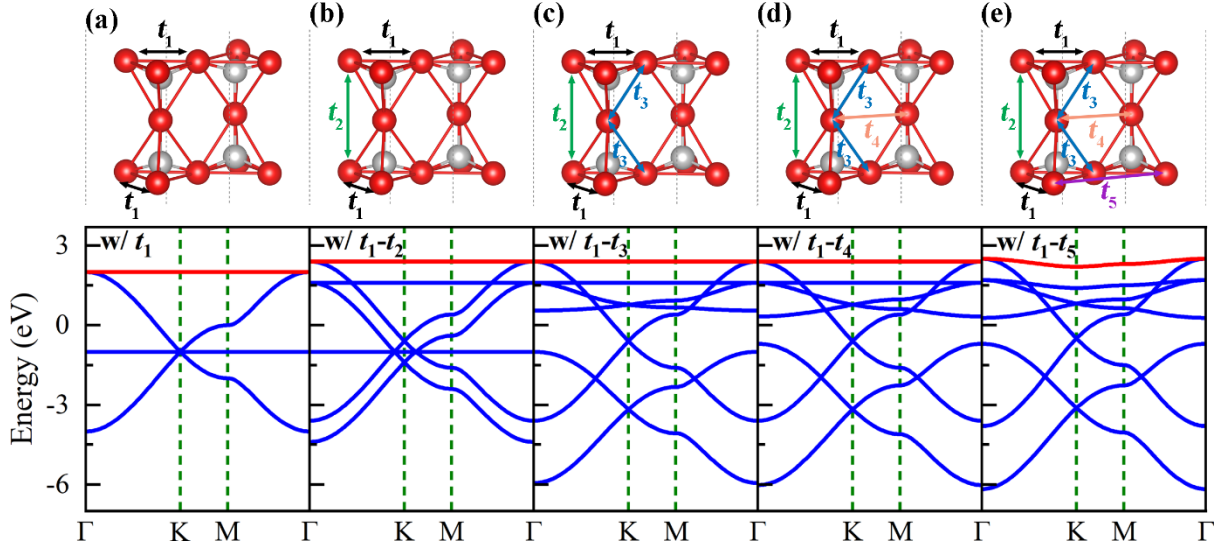 (a) (b) (c) (d) (e)
t1 t1 t1 t1 t1
t2 t3 t2 t3 t4 t2 t3 t4
t2 t3 t3 t3
t1 t1 t1 t1 t1 t5
w/ t1 w/ t1-t2 w/ t1-t3 w/ t1-t4 w/ t1-t5
Energy (eV)
3
0
-3
-6
Γ K M Γ K M Γ K M Γ K M Γ K M Γ